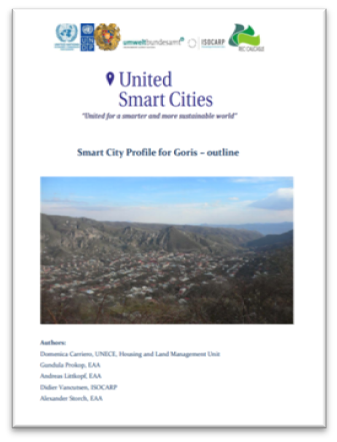 umweltbundesamt
ISOCARP
United
Smart Cities
"United for a smarter and more sustainable world"
Smart City Profile for Goris – outline
Authors:
Domenica Carriero, UNECE, Housing and Land Management Unit
Gundula Prokop, EAA
Andreas Littkopf, EAA
Didier Vancutsem, ISOCARP
Alexander Storch, EAA